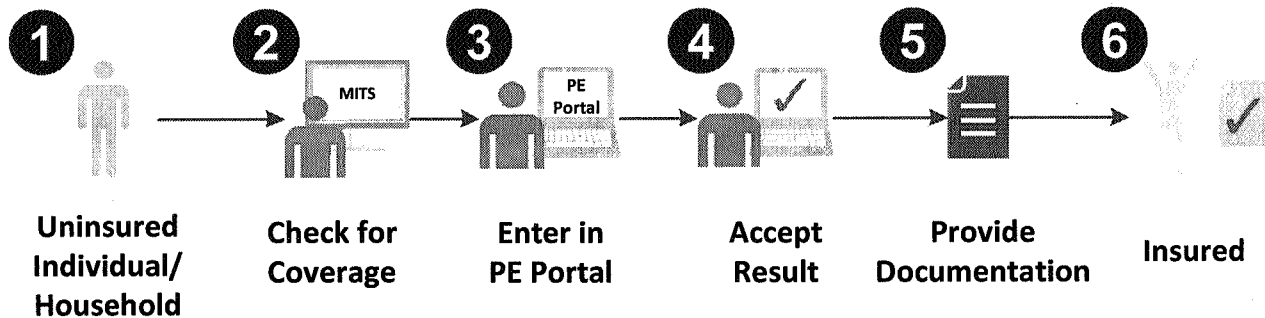 1
2
3
4
5
6
MITS
PE
Portal
Uninsured
Individual/
Household
Check for
Coverage
Enter in
PE Portal
Accept
Result
Provide
Documentation
Insured